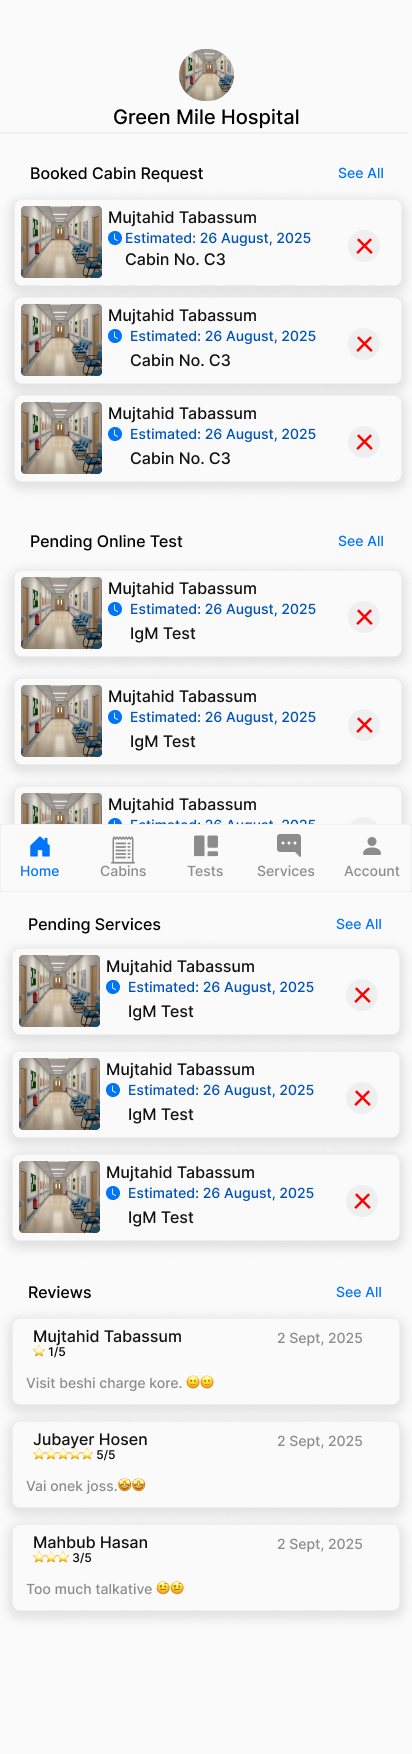 Green Mile Hospital
Booked Cabin Request
See All
Mujtahid Tabassum
Estimated: 26 August, 2025
Cabin No. C3
Mujtahid Tabassum
Estimated: 26 August, 2025
Cabin No. C3
Mujtahid Tabassum
Estimated: 26 August, 2025
Cabin No. C3
Pending Online Test
See All
Mujtahid Tabassum
Estimated: 26 August, 2025
IgM Test
Mujtahid Tabassum
Estimated: 26 August, 2025
IgM Test
Mujtahid Tabassum
Estimated: 26 August, 2025
Home
Cabins
Tests
Services
Account
Pending Services
See All
Mujtahid Tabassum
Estimated: 26 August, 2025
IgM Test
Mujtahid Tabassum
Estimated: 26 August, 2025
IgM Test
Mujtahid Tabassum
Estimated: 26 August, 2025
IgM Test
Reviews
See All
Mujtahid Tabassum
2 Sept, 2025
⭐ 1/5
Visit beshi charge kore. 😐😐
Jubayer Hosen
2 Sept, 2025
⭐⭐⭐⭐⭐ 5/5
Vai onek joss.🤩🤩
Mahbub Hasan
2 Sept, 2025
⭐⭐⭐ 3/5
Too much talkative 🫡🫡